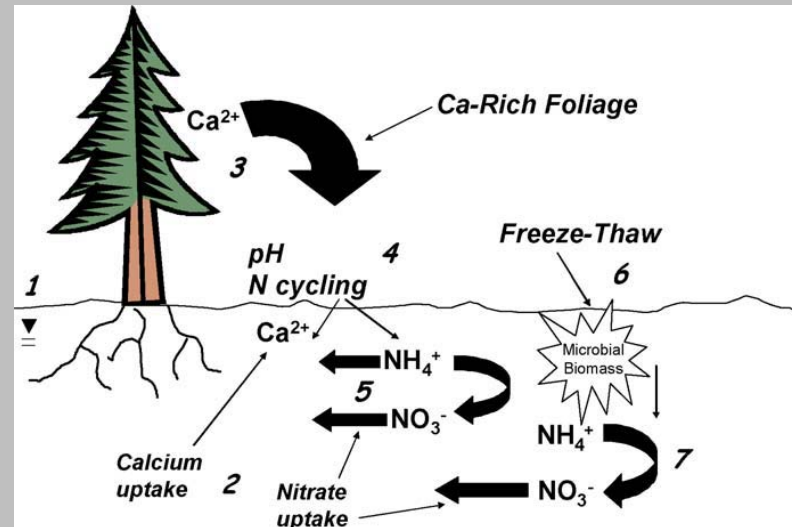 Ca²⁺
3
Ca-Rich Foliage
pH
N cycling
4
Freeze-Thaw
6
1
Ca²⁺
NH₄⁺
5
NO₃⁻
Microbial
Biomass
NH₄⁺
7
NO₃⁻
Calcium
uptake
2
Nitrate
uptake